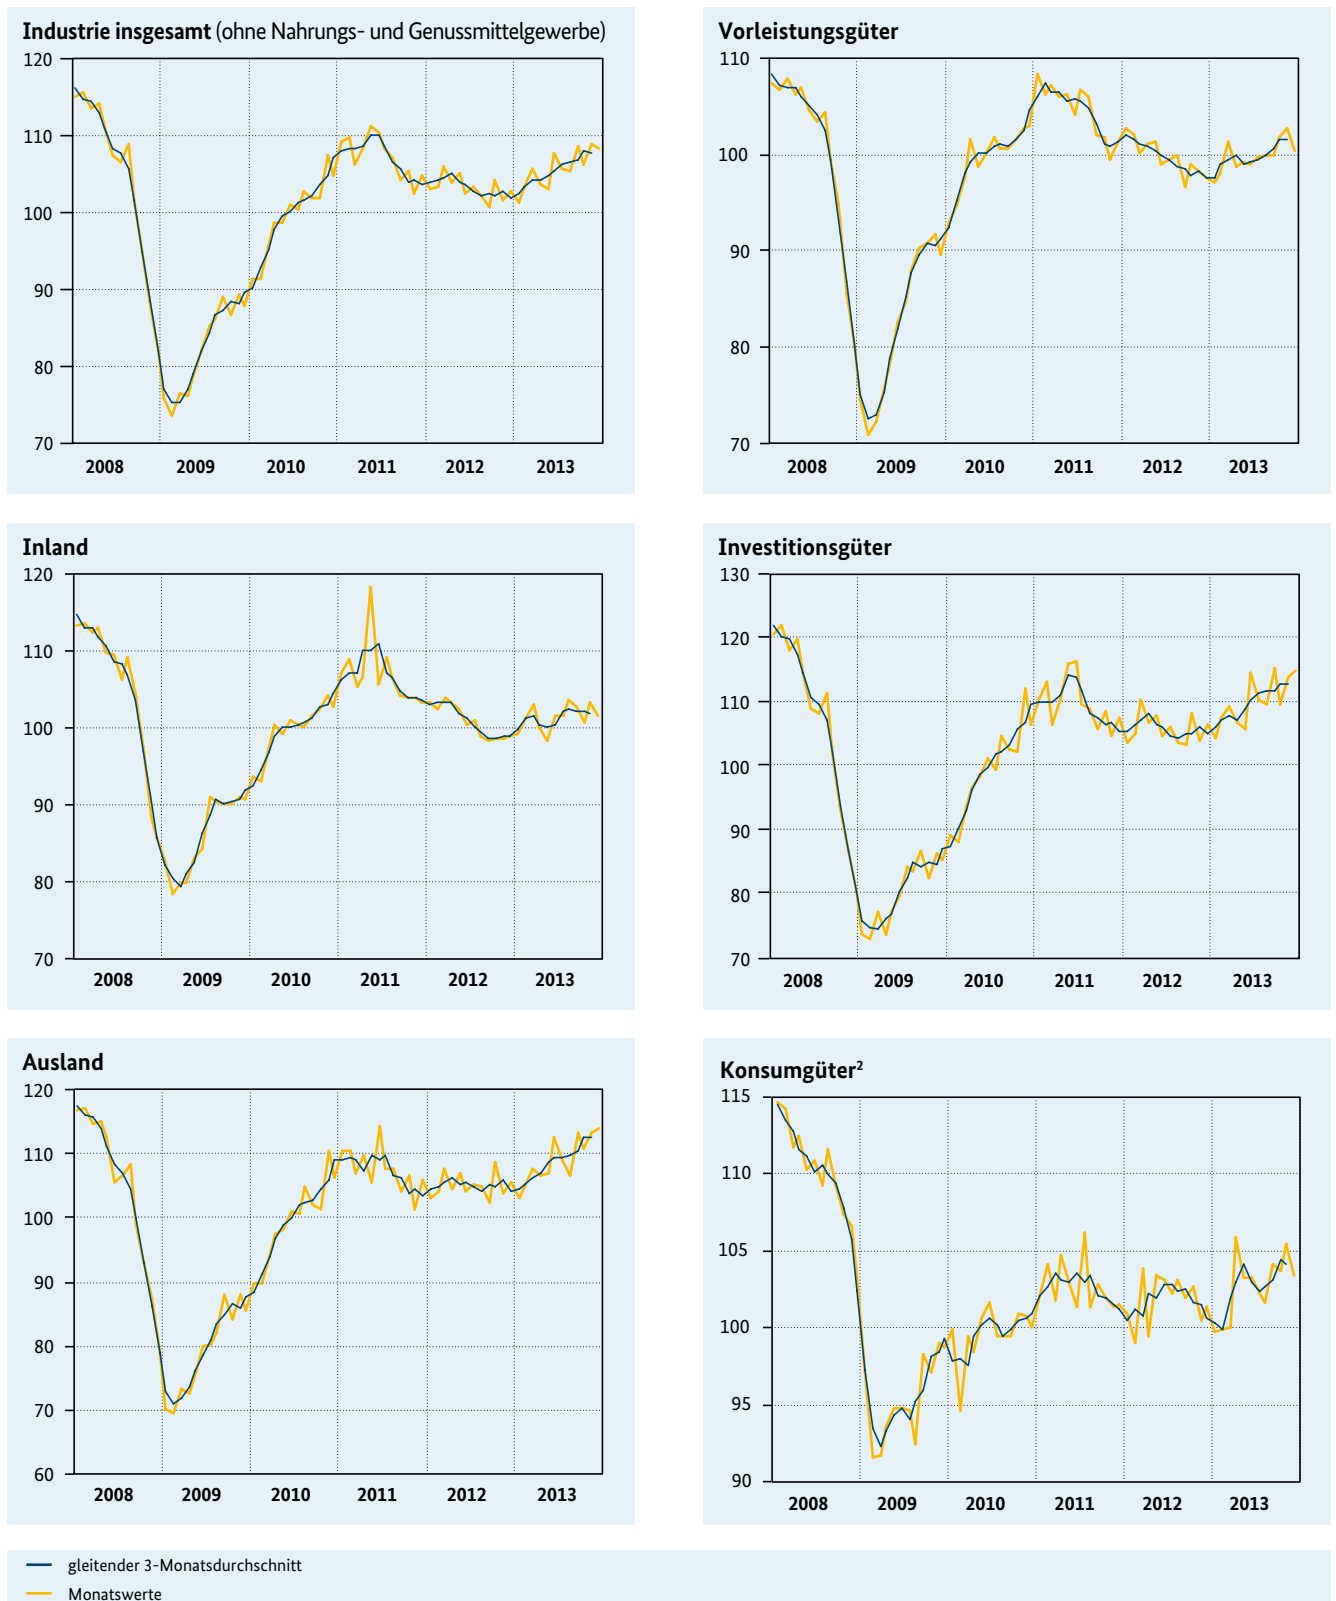 Industrie insgesamt (ohne Nahrungs- und Genussmittelgewerbe)
120
110
100
90
80
70
2008 2009 2010 2011 2012 2013
Vorleistungsgüter
110
100
90
80
70
2008 2009 2010 2011 2012 2013
Inland
120
110
100
90
80
70
2008 2009 2010 2011 2012 2013
Investitionsgüter
130
120
110
100
90
80
70
2008 2009 2010 2011 2012 2013
Ausland
120
110
100
90
80
70
60
2008 2009 2010 2011 2012 2013
Konsumgüter²
115
110
105
100
95
90
2008 2009 2010 2011 2012 2013
gleitender 3-Monatsdurchschnitt
Monatswerte